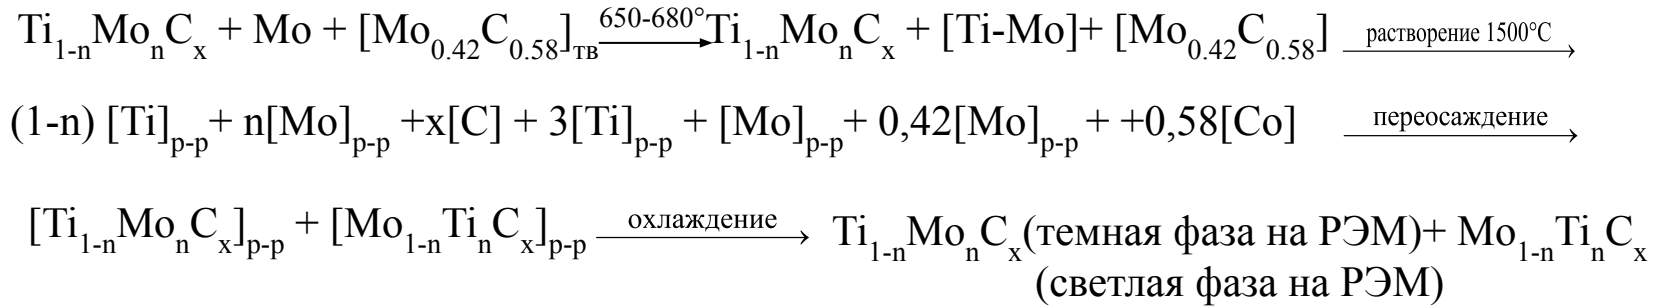 Ti1-nMonCx + Mo + [Mo0.42C0.58]тв 650-680° Ti1-nMonCx + [Ti-Mo]+ [Mo0.42C0.58] растворение 1500°C
(1-n) [Ti]р-р+ n[Mo]р-р +x[C] + 3[Ti]р-р + [Mo]р-р+ 0,42[Mo]р-р + +0,58[Co] переосаждение
[Ti1-nMonCx]р-р + [Mo1-nTinCx]р-р охлаждение Ti1-nMonCx(темная фаза на РЭМ)+ Mo1-nTinCx
(светлая фаза на РЭМ)